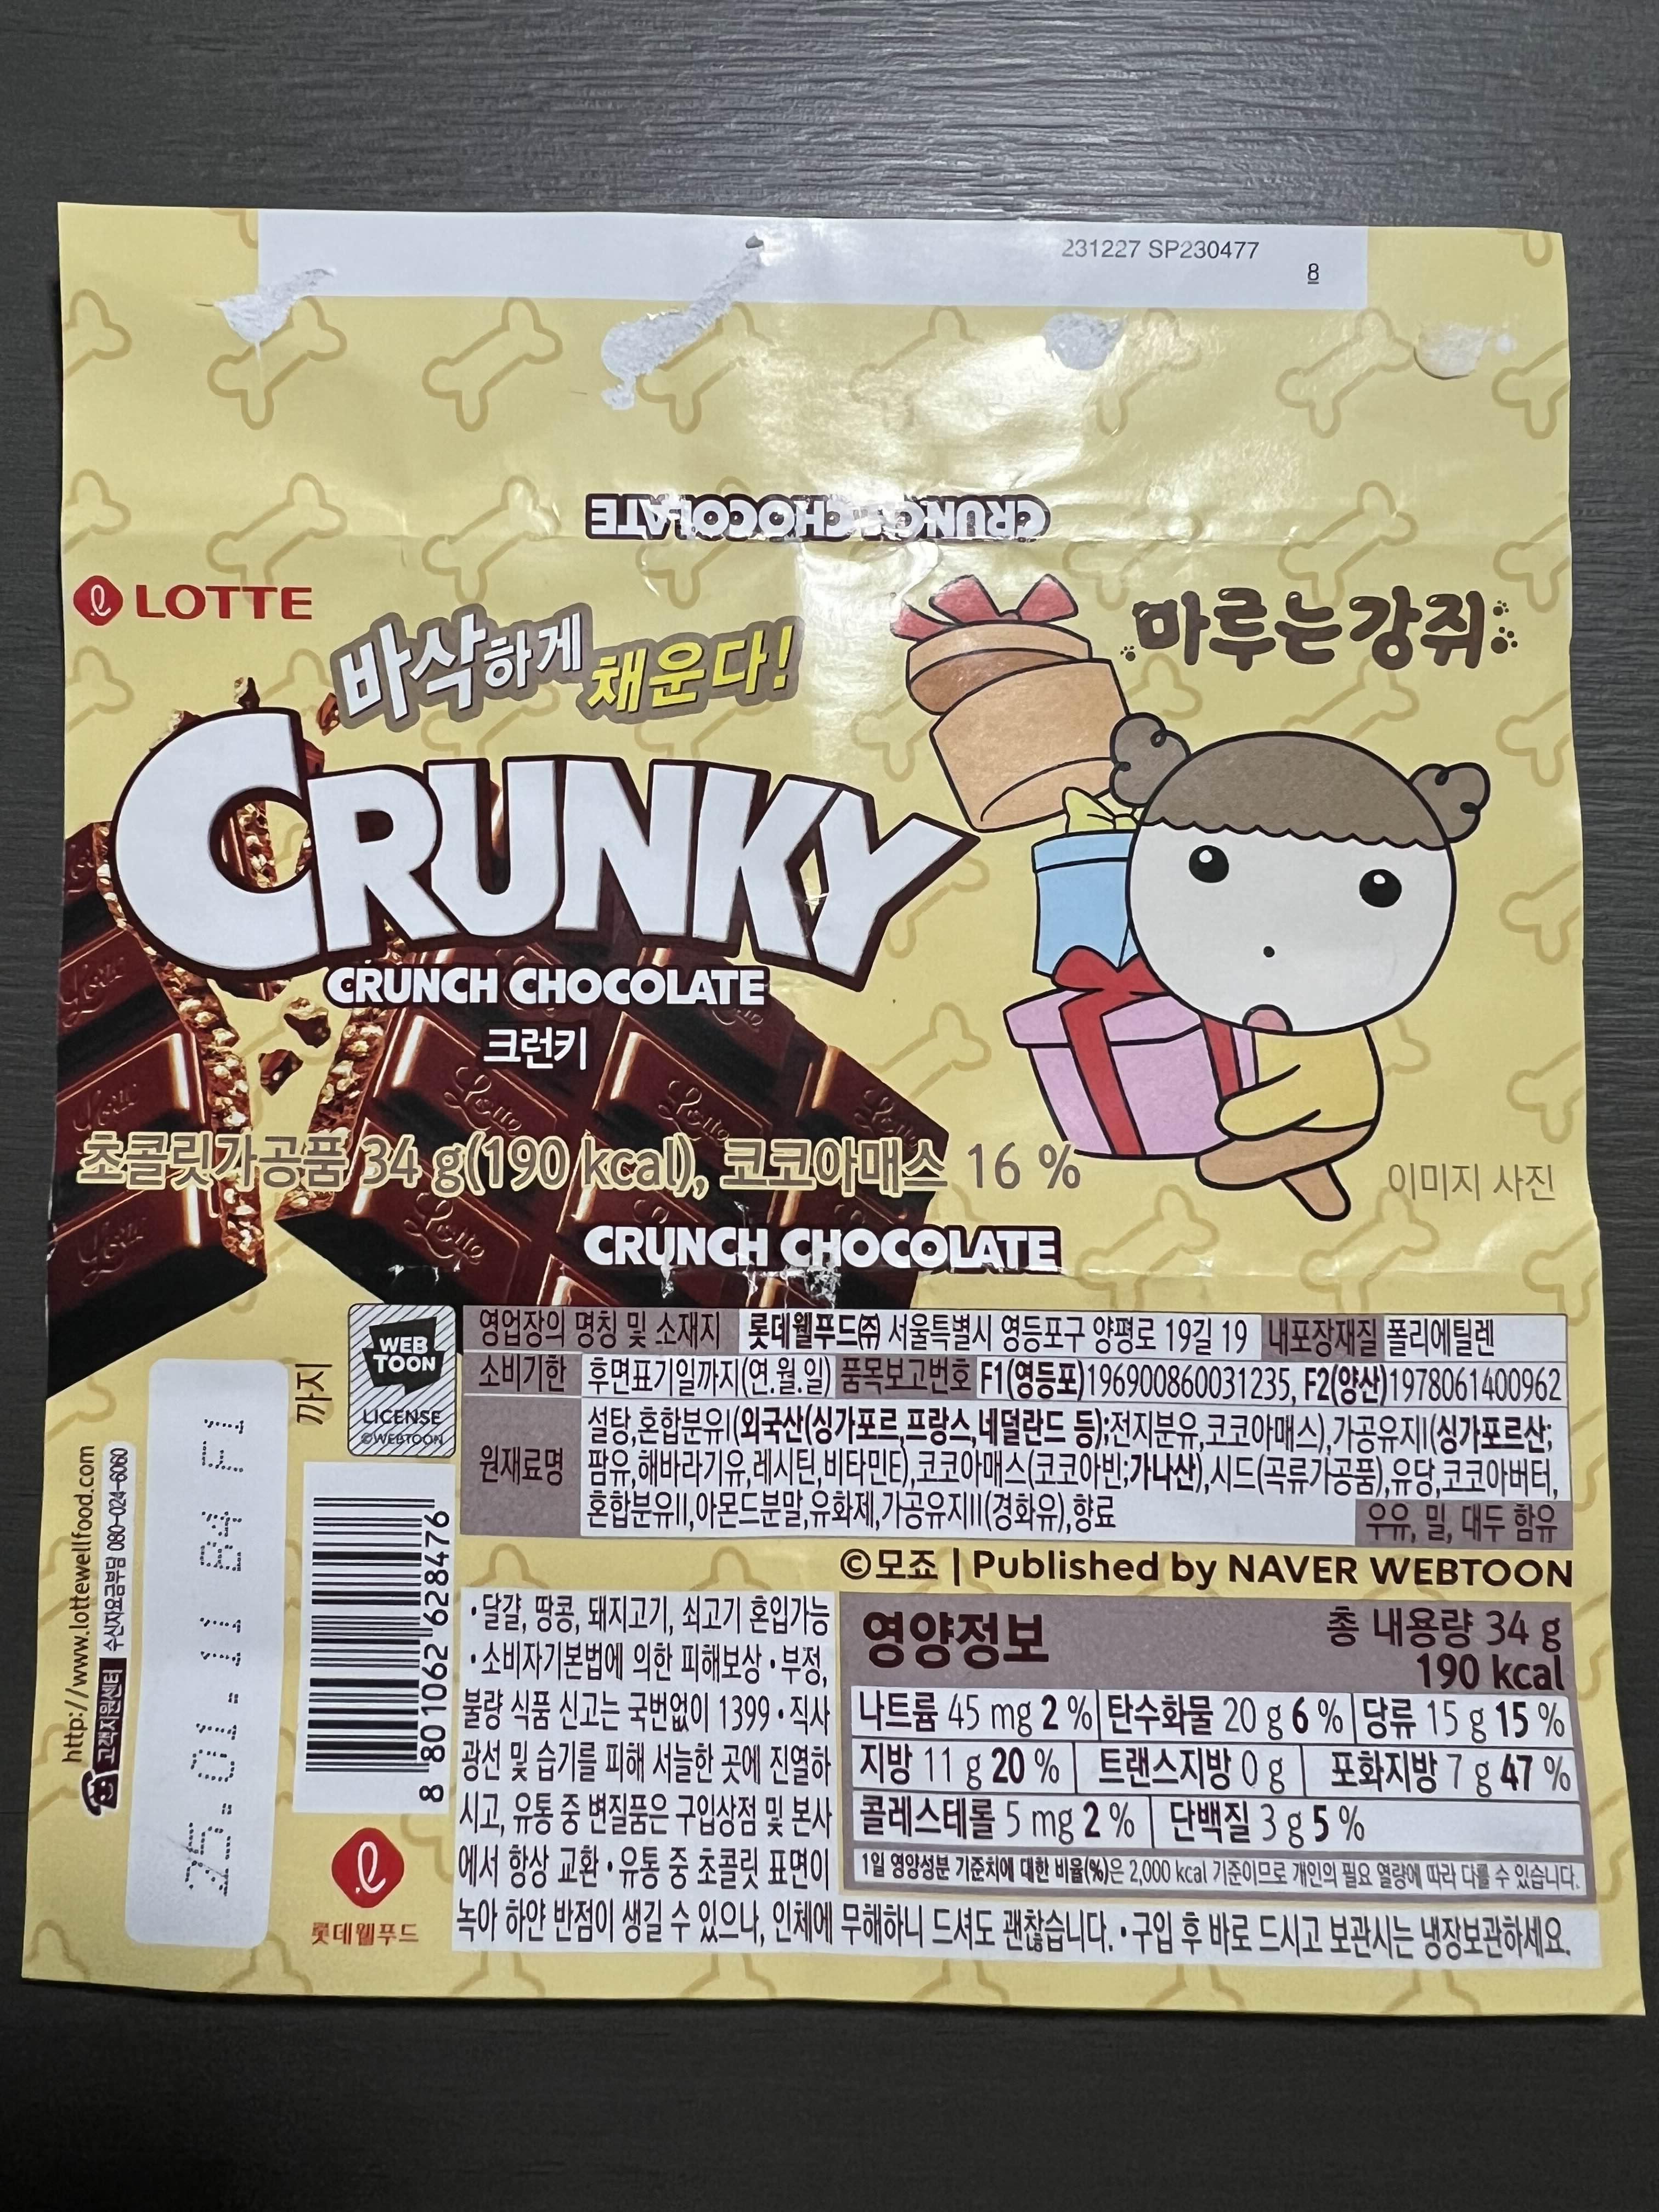 231227 SP230477
8
CRUNCH CHOCOLATE
LOTTE
바삭하게 채운다!
마루는 강쥐
CRUNKY
CRUNCH CHOCOLATE
크런키
Lotte
Lotte
Lotte
Lotte
Lotte
Lotte
Lotte
초콜릿가공품 34 g(190 kcal), 코코아매스 16 %
이미지 사진
CRUNCH CHOCOLATE
WEB
TOON
LICENSE
©WEBTOON
영업장의 명칭 및 소재지 롯데웰푸드㈜ 서울특별시 영등포구 양평로 19길 19 내포장재질 폴리에틸렌
소비기한 후면표기일까지(연.월.일) 품목보고번호 F1(영등포)196900860031235, F2(양산)1978061400962
원재료명 설탕,혼합분유I(외국산(싱가포르,프랑스,네덜란드 등);전지분유,코코아매스),가공유지I(싱가포르산;
팜유,해바라기유,레시틴,비타민E),코코아매스(코코아빈;가나산),시드(곡류가공품),유당,코코아버터,
혼합분유II,아몬드분말,유화제,가공유지II(경화유),향료
우유, 밀, 대두 함유
©모죠 | Published by NAVER WEBTOON
•달걀, 땅콩, 돼지고기, 쇠고기 혼입가능
•소비자기본법에 의한 피해보상 •부정,
불량 식품 신고는 국번없이 1399 •직사
광선 및 습기를 피해 서늘한 곳에 진열하
시고, 유통 중 변질품은 구입상점 및 본사
에서 항상 교환 •유통 중 초콜릿 표면이
녹아 하얀 반점이 생길 수 있으나, 인체에 무해하니 드셔도 괜찮습니다. •구입 후 바로 드시고 보관시는 냉장보관하세요.
영양정보
총 내용량 34 g
190 kcal
나트륨 45 mg 2 % 탄수화물 20 g 6 % 당류 15 g 15 %
지방 11 g 20 % 트랜스지방 0 g 포화지방 7 g 47 %
콜레스테롤 5 mg 2 % 단백질 3 g 5 %
1일 영양성분 기준치에 대한 비율(%)은 2,000 kcal 기준이므로 개인의 필요 열량에 따라 다를 수 있습니다.
http://www.lottewellfood.com
고객지원센터 수신자요금부담 080-024-6060
25.01.11 B4 F1
까지
8 801062 628476
롯데웰푸드